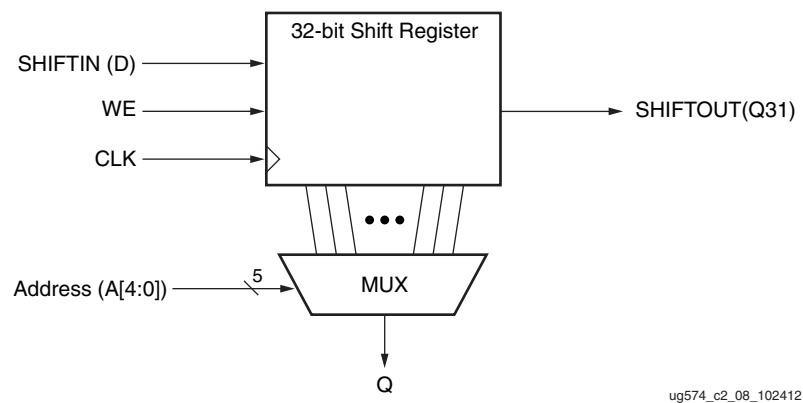 32-bit Shift Register
SHIFTIN (D)
WE
CLK
SHIFTOUT(Q31)
Address (A[4:0])
5
MUX
Q
ug574_c2_08_102412